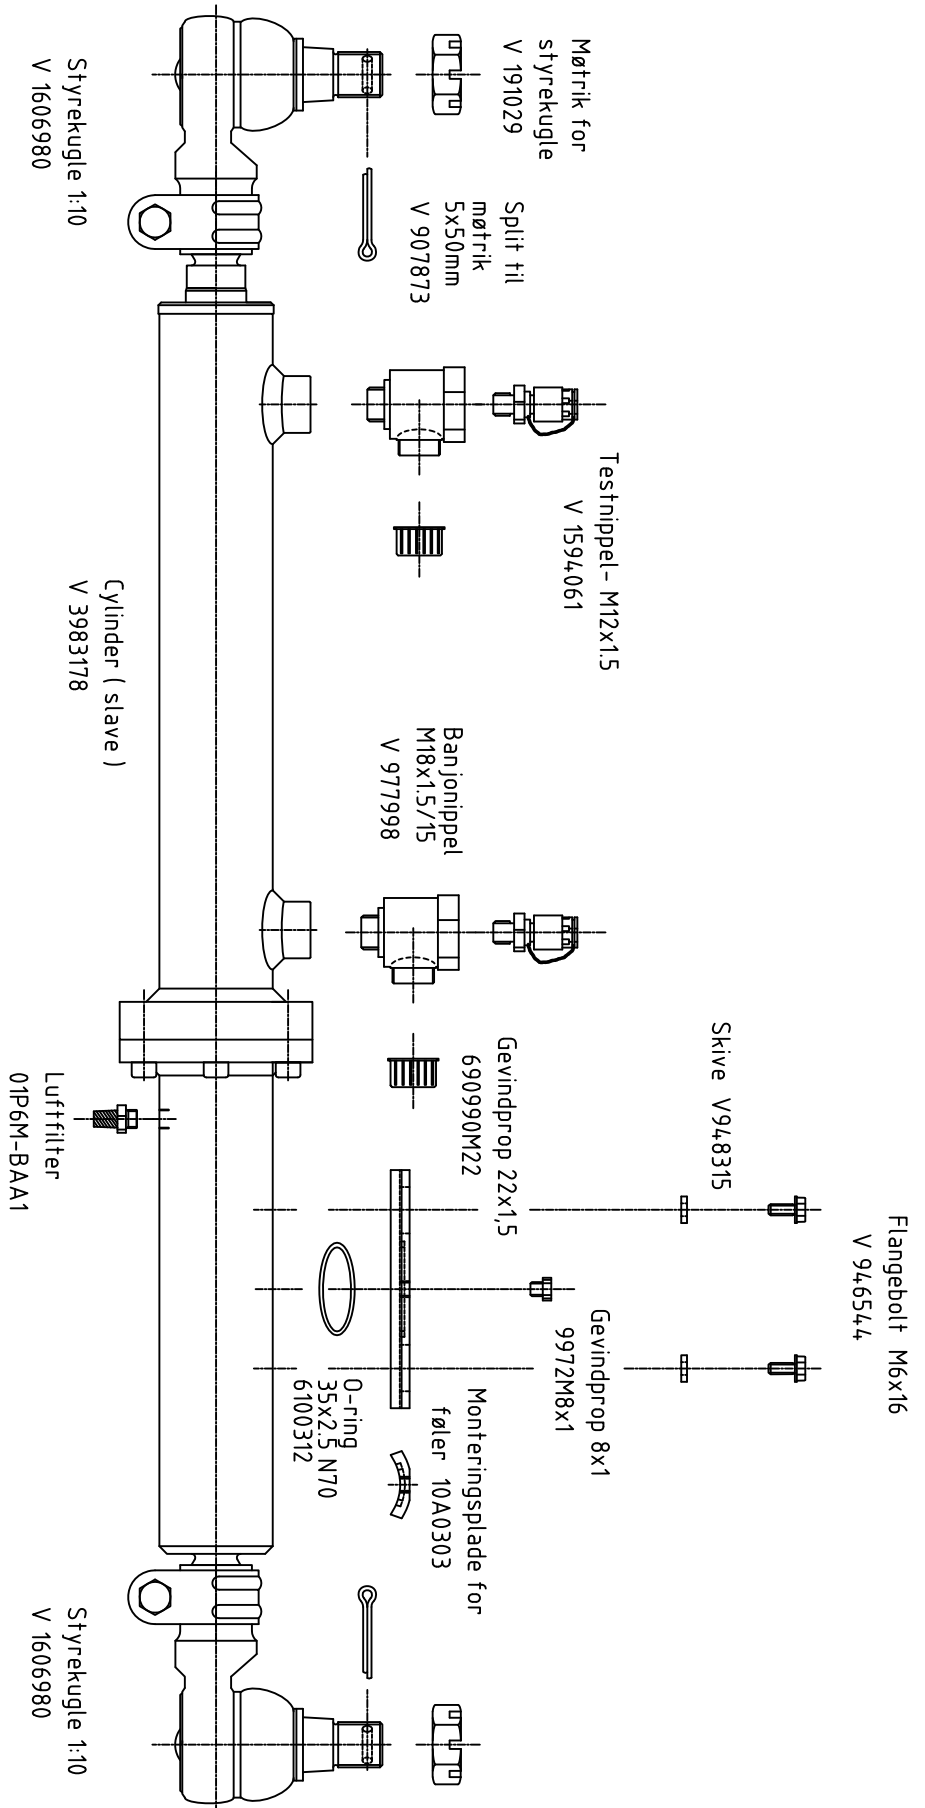 Flangebolt M6x16
V 946544
Skive V948315
Møtrik for
styrekugle
V 191029
Split til
møtrik
5x50mm
V 907873
Testnippel- M12x1.5
V 1594061
Banjonippel
M18x1.5/15
V 977998
Gevindprop 22x1,5
690990M22
Gevindprop 8x1
9972M8x1
Monteringsplade for
føler 10A0303
O-ring
35x2.5 N70
6100312
Styrekugle 1:10
V 1606980
Cylinder ( slave )
V 3983178
Luftfilter
01P6M-BAA1
Styrekugle 1:10
V 1606980